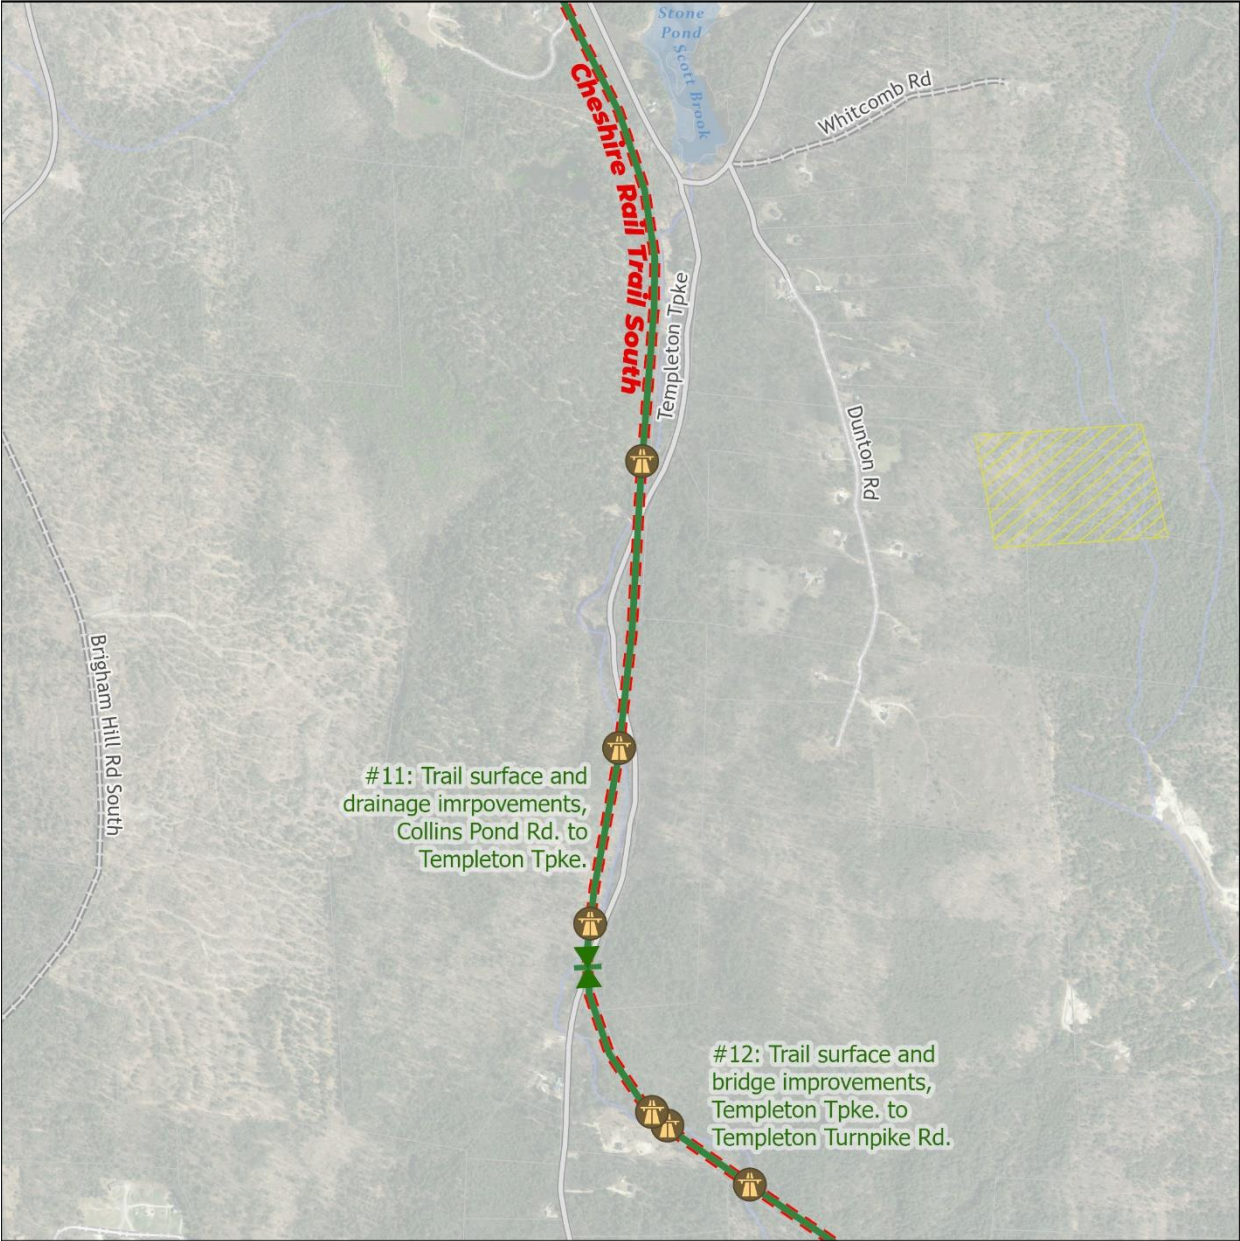 Stone
Pond
Scott Brook
Whitcomb Rd
Cheshire Rail Trail South
Templeton Tpke
Dunton Rd
Brigham Hill Rd South
#11: Trail surface and
drainage imrpovements,
Collins Pond Rd. to
Templeton Tpke.
#12: Trail surface and
bridge improvements,
Templeton Tpke. to
Templeton Turnpike Rd.